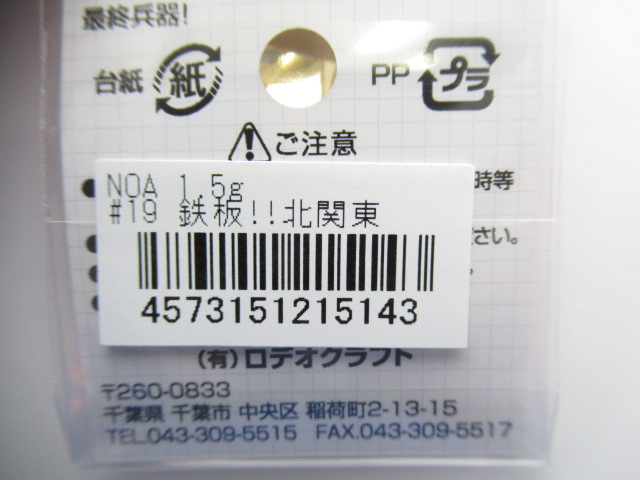 最終兵器!
台紙 紙 PP プラ
ご注意
NOA 1.5g
時等
#19 鉄板!!北関東
ださい。
4573151215143
(有)ロデオクラフト
〒260-0833
千葉県 千葉市 中央区 稲荷町2-13-15
TEL.043-309-5515 FAX.043-309-5517